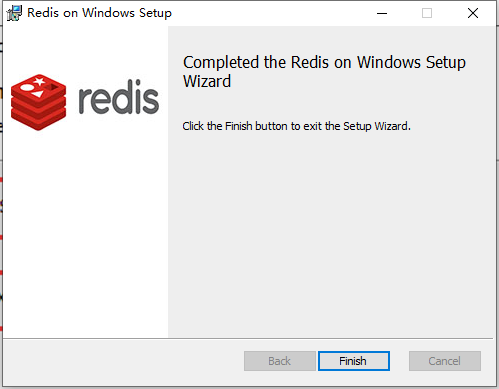 Redis on Windows Setup
redis
Completed the Redis on Windows Setup
Wizard
Click the Finish button to exit the Setup Wizard.
Back
Finish
Cancel